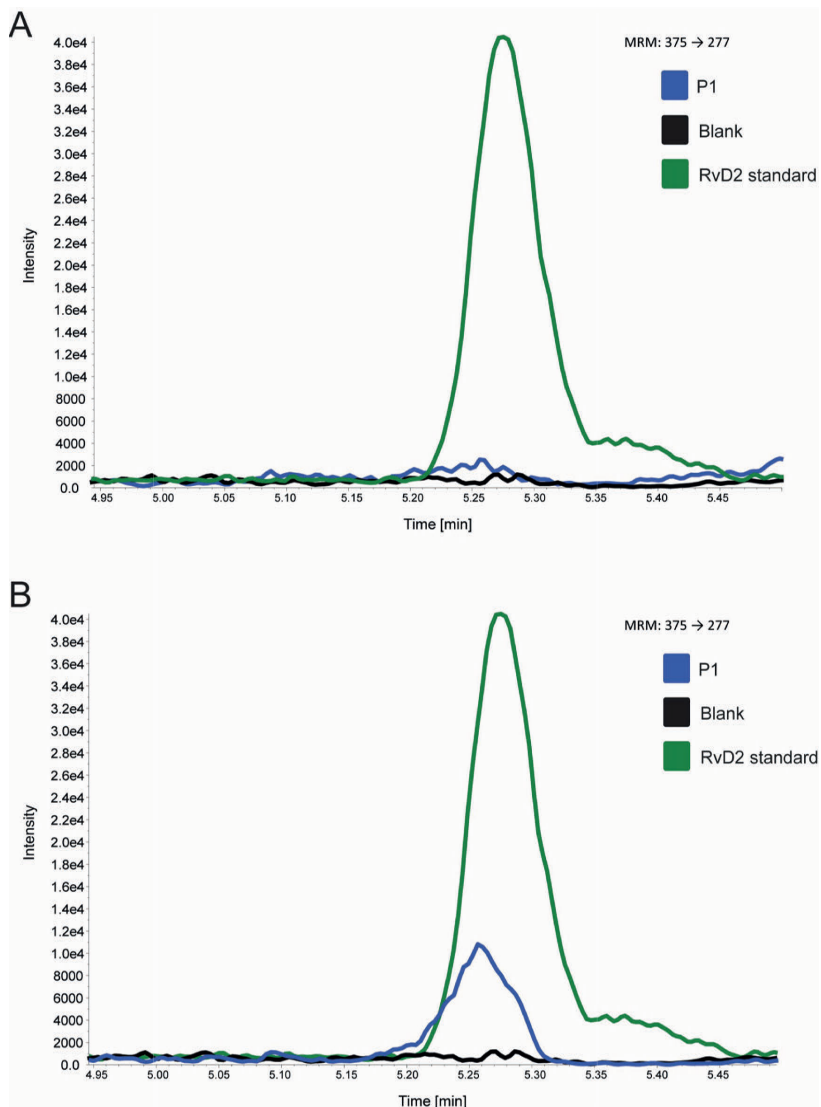 A
MRM: 375 → 277
P1
Blank
RvD2 standard
Intensity
4.0e4
3.8e4
3.6e4
3.4e4
3.2e4
3.0e4
2.8e4
2.6e4
2.4e4
2.2e4
2.0e4
1.8e4
1.6e4
1.4e4
1.2e4
1.0e4
8000
6000
4000
2000
0.0
4.95 5.00 5.05 5.10 5.15 5.20 5.25 5.30 5.35 5.40 5.45
Time [min]
B
MRM: 375 → 277
P1
Blank
RvD2 standard
Intensity
4.0e4
3.8e4
3.6e4
3.4e4
3.2e4
3.0e4
2.8e4
2.6e4
2.4e4
2.2e4
2.0e4
1.8e4
1.6e4
1.4e4
1.2e4
1.0e4
8000
6000
4000
2000
0.0
4.95 5.00 5.05 5.10 5.15 5.20 5.25 5.30 5.35 5.40 5.45
Time [min]